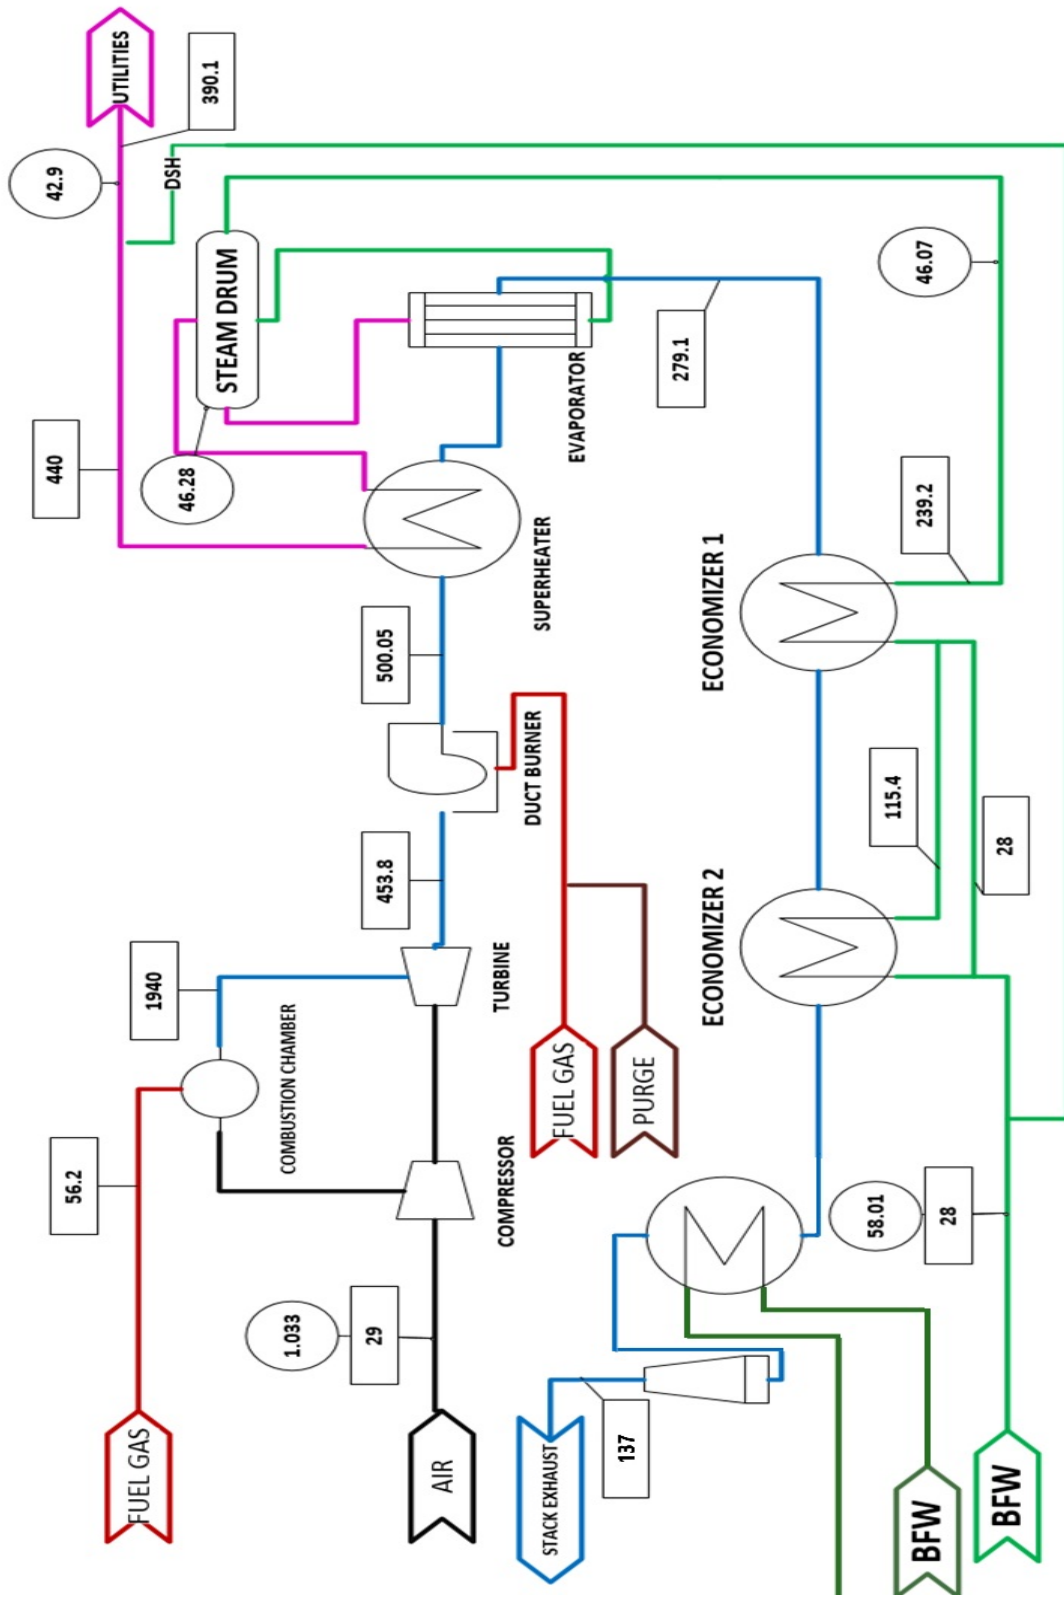 FUEL GAS
56.2
440
42.9
UTILITIES
390.1
DSH
STEAM DRUM
46.28
1940
COMBUSTION CHAMBER
AIR
1.033
29
COMPRESSOR
TURBINE
453.8
DUCT BURNER
500.05
SUPERHEATER
EVAPORATOR
279.1
46.07
FUEL GAS
PURGE
STACK EXHAUST
137
ECONOMIZER 2
ECONOMIZER 1
239.2
115.4
28
58.01
28
BFW
BFW